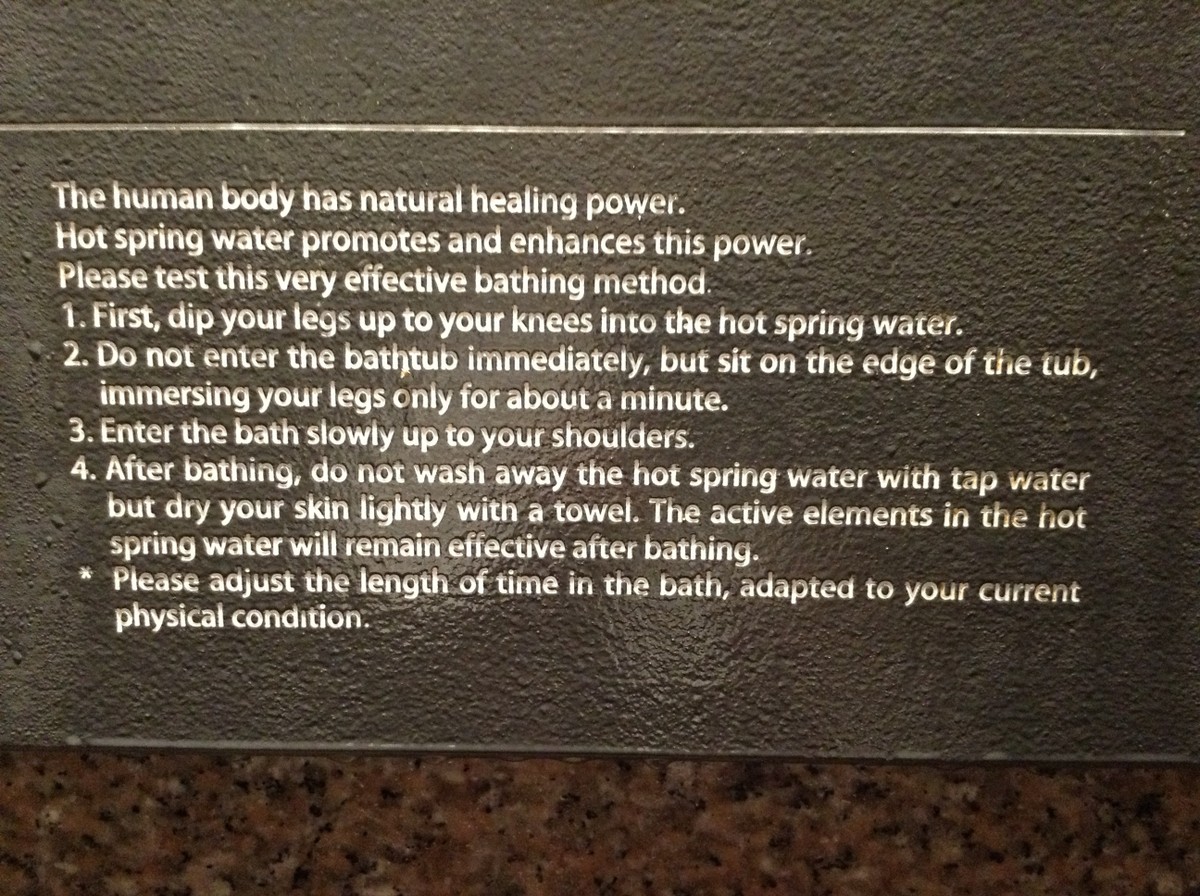 The human body has natural healing power.
Hot spring water promotes and enhances this power.
Please test this very effective bathing method.
1. First, dip your legs up to your knees into the hot spring water.
2. Do not enter the bathtub immediately, but sit on the edge of the tub,
immersing your legs only for about a minute.
3. Enter the bath slowly up to your shoulders.
4. After bathing, do not wash away the hot spring water with tap water
but dry your skin lightly with a towel. The active elements in the hot
spring water will remain effective after bathing.
* Please adjust the length of time in the bath, adapted to your current
physical condition.